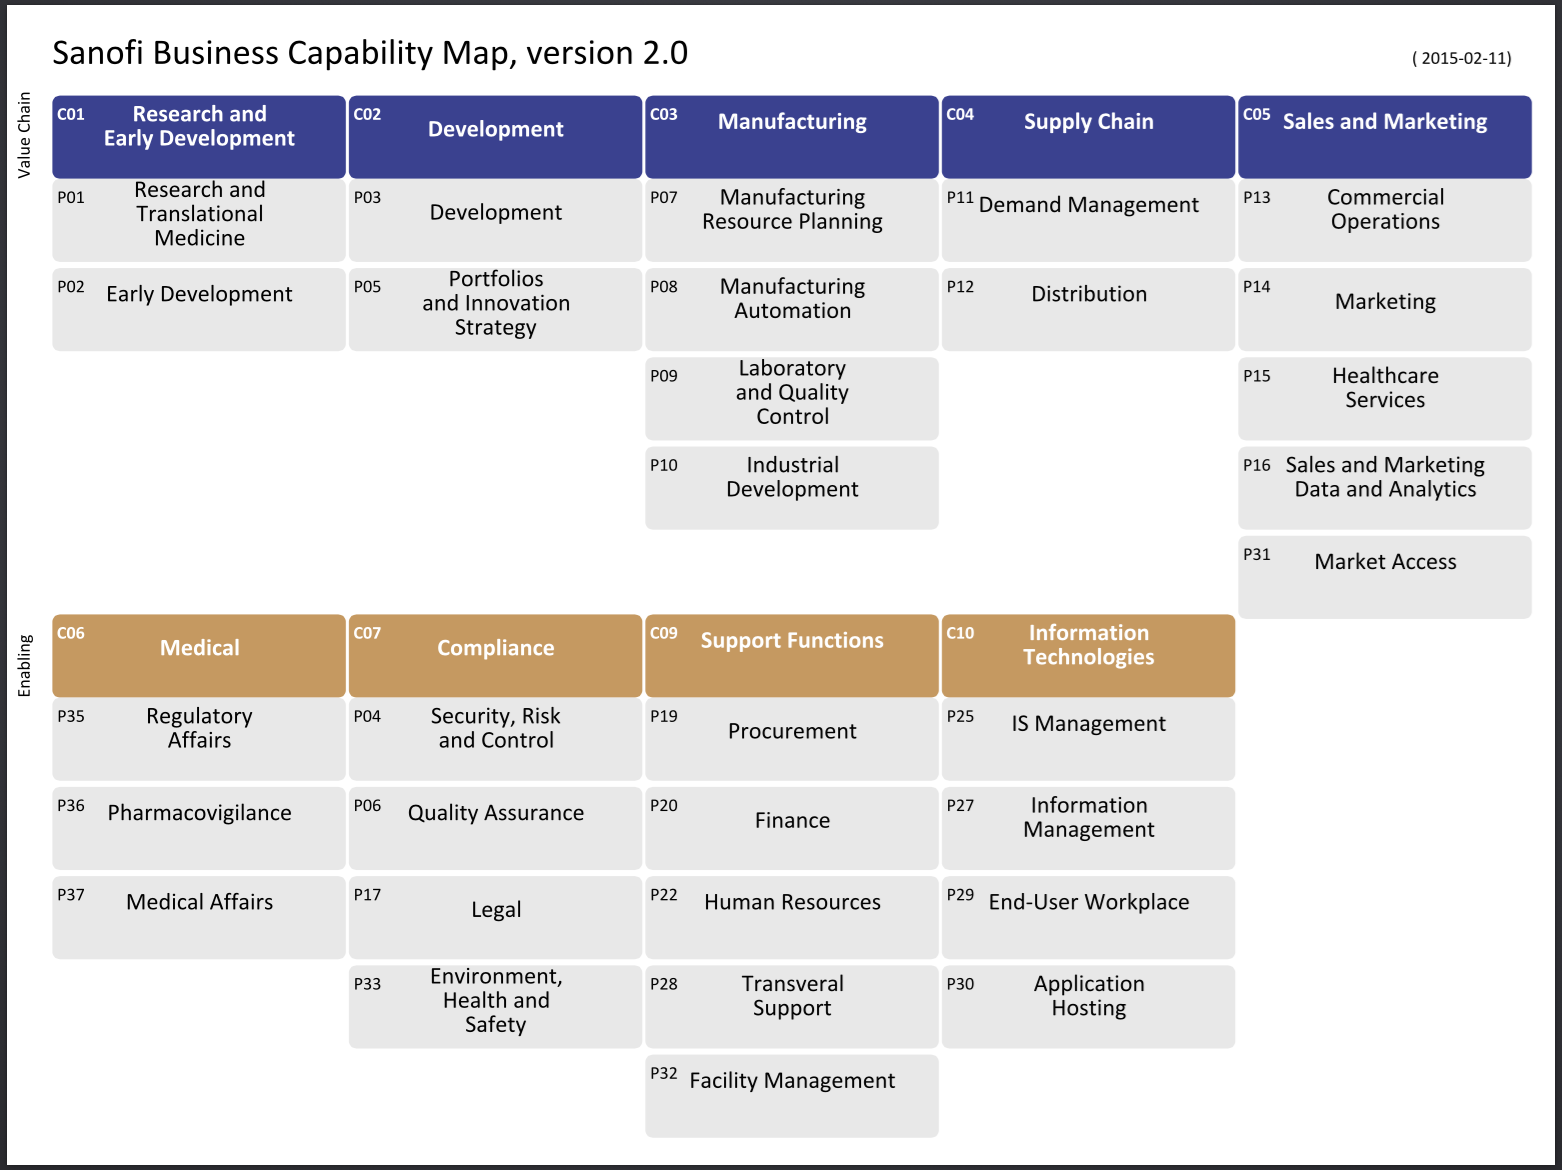 Sanofi Business Capability Map, version 2.0
( 2015-02-11)
Value Chain
C01
Research and
Early Development
C02
Development
C03
Manufacturing
C04
Supply Chain
C05
Sales and Marketing
P01
Research and
Translational
Medicine
P03
Development
P07
Manufacturing
Resource Planning
P11
Demand Management
P13
Commercial
Operations
P02
Early Development
P05
Portfolios
and Innovation
Strategy
P08
Manufacturing
Automation
P12
Distribution
P14
Marketing
P09
Laboratory
and Quality
Control
P15
Healthcare
Services
P10
Industrial
Development
P16
Sales and Marketing
Data and Analytics
P31
Market Access
Enabling
C06
Medical
C07
Compliance
C09
Support Functions
C10
Information
Technologies
P35
Regulatory
Affairs
P04
Security, Risk
and Control
P19
Procurement
P25
IS Management
P36
Pharmacovigilance
P06
Quality Assurance
P20
Finance
P27
Information
Management
P37
Medical Affairs
P17
Legal
P22
Human Resources
P29
End-User Workplace
P33
Environment,
Health and
Safety
P28
Transveral
Support
P30
Application
Hosting
P32
Facility Management